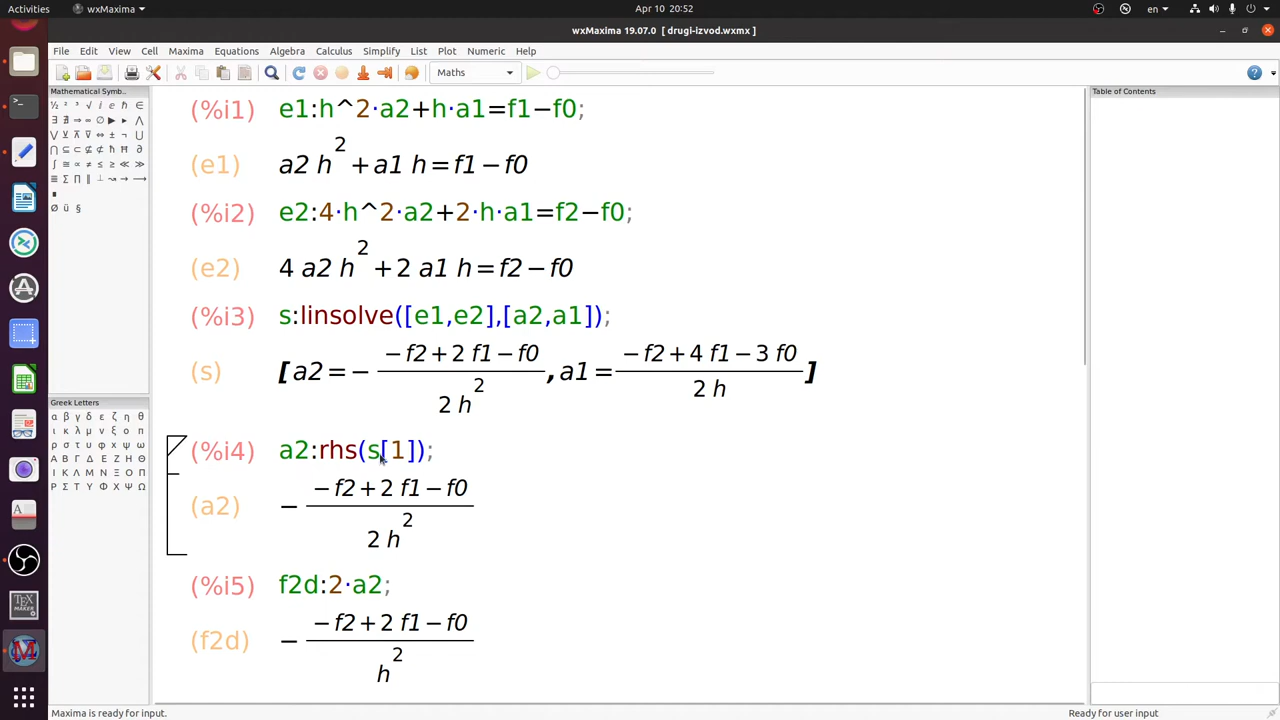 Activities wxMaxima Apr 10 20:52 en
wxMaxima 19.07.0 [ drugi-izvod.wxmx ]
File Edit View Cell Maxima Equations Algebra Calculus Simplify List Plot Numeric Help
Maths
Mathematical Symb..
Table of Contents
½ ² ³ √ ⅈ ⅇ ℏ ∈
∃ ∄ ⇒ ∞ ∅ ▶ ▸ ⋀
⋁ ⊻ ⊼ ⊽ ⇔ ± ¬ ⋃
⋂ ⊆ ⊂ ⊈ ⊄ ħ Ħ ∂
∫ ≅ ∝ ≠ ≤ ≥ ≪ ≫
≣ ∑ ∏ ∥ ⟂ ⇝ → ⟶
∎
Ø ü §
Greek Letters
α β γ δ ε ζ η θ
ι κ λ μ ν ξ ο π
ρ σ τ υ φ χ ψ ω
Α Β Γ Δ Ε Ζ Η Θ
Ι Κ Λ Μ Ν Ξ Ο Π
Ρ Σ Τ Υ Φ Χ Ψ Ω
(%i1) e1:h^2·a2+h·a1=f1−f0;
(e1) a2 h² + a1 h = f1 − f0
(%i2) e2:4·h^2·a2+2·h·a1=f2−f0;
(e2) 4 a2 h² + 2 a1 h = f2 − f0
(%i3) s:linsolve([e1,e2],[a2,a1]);
(s) [a2 = − (−f2+2 f1−f0)/(2 h²), a1 = (−f2+4 f1−3 f0)/(2 h)]
(%i4) a2:rhs(s[1]);
(a2) − (−f2+2 f1−f0)/(2 h²)
(%i5) f2d:2·a2;
(f2d) − (−f2+2 f1−f0)/h²
Maxima is ready for input. Ready for user input